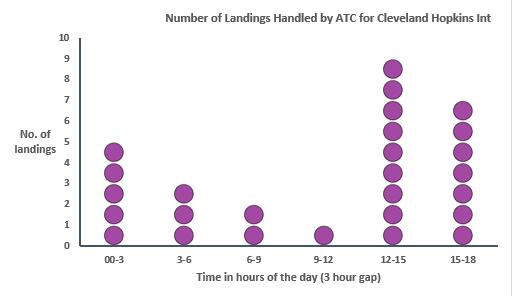 Number of Landings Handled by ATC for Cleveland Hopkins Int
10
9
8
7
6
5
4
3
2
1
0
No. of
landings
00-3 3-6 6-9 9-12 12-15 15-18
Time in hours of the day (3 hour gap)